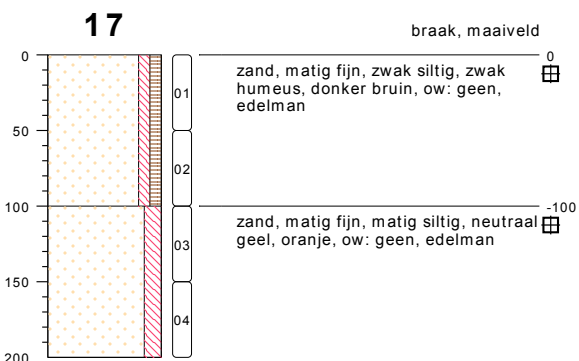 17
braak, maaiveld
0
0
zand, matig fijn, zwak siltig, zwak
humeus, donker bruin, ow: geen,
edelman
01
50
02
100
-100
zand, matig fijn, matig siltig, neutraal
geel, oranje, ow: geen, edelman
03
150
04
200